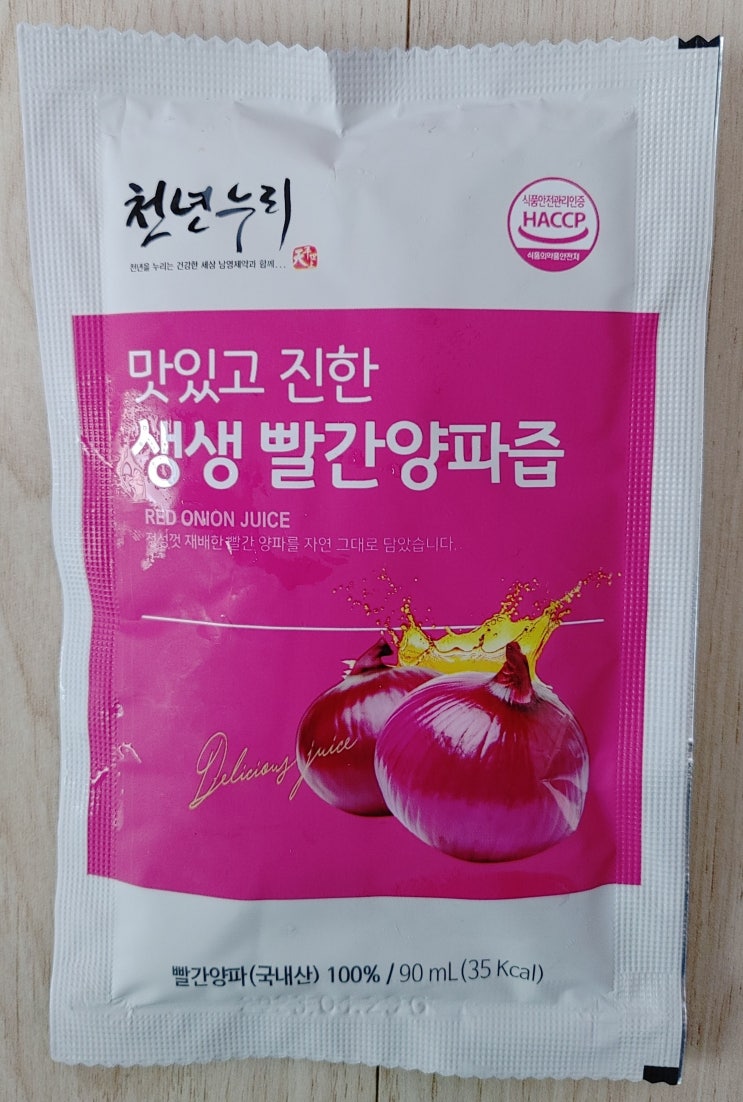 천년누리
천년을 누리는 건강한 세상 남영제약과 함께...
식품안전관리인증
HACCP
식품의약품안전처
맛있고 진한
생생 빨간양파즙
RED ONION JUICE
정성껏 재배한 빨간 양파를 자연 그대로 담았습니다.
Delicious juice
빨간양파(국내산) 100% / 90 mL(35 Kcal)